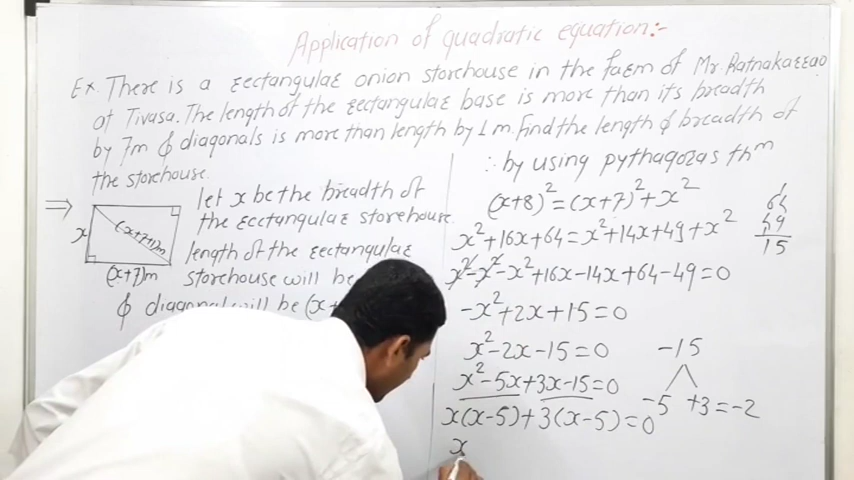 Application of quadratic equation:-
Ex. There is a rectangular onion storehouse in the farm of Mr. Ratnakarrao
at Tivasa. The length of the rectangular base is more than its breadth
by 7m & diagonals is more than length by 1 m. Find the length & breadth of
the storehouse.
⇒
x
(x+7+1)m
(x+7)m
let x be the breadth of
the rectangular storehouse.
length of the rectangular
storehouse will be
& diagonal will be (x+
∴ by using pythagoras thm
(x+8)²=(x+7)²+x²
x²+16x+64=x²+14x+49+x²
x²-x²-x²+16x-14x+64-49=0
-x²+2x+15=0
x²-2x-15=0
x²-5x+3x-15=0
x(x-5)+3(x-5)=0
x
64
49
15
-15
-5 +3=-2